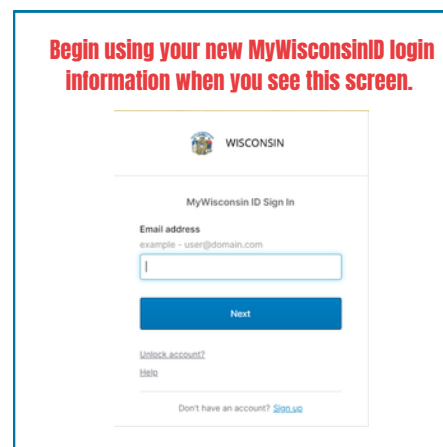 Begin using your new MyWisconsinID login
information when you see this screen.
WISCONSIN
MyWisconsin ID Sign In
Email address
example - user@domain.com
Next
Unlock account?
Help
Don't have an account? Sign up